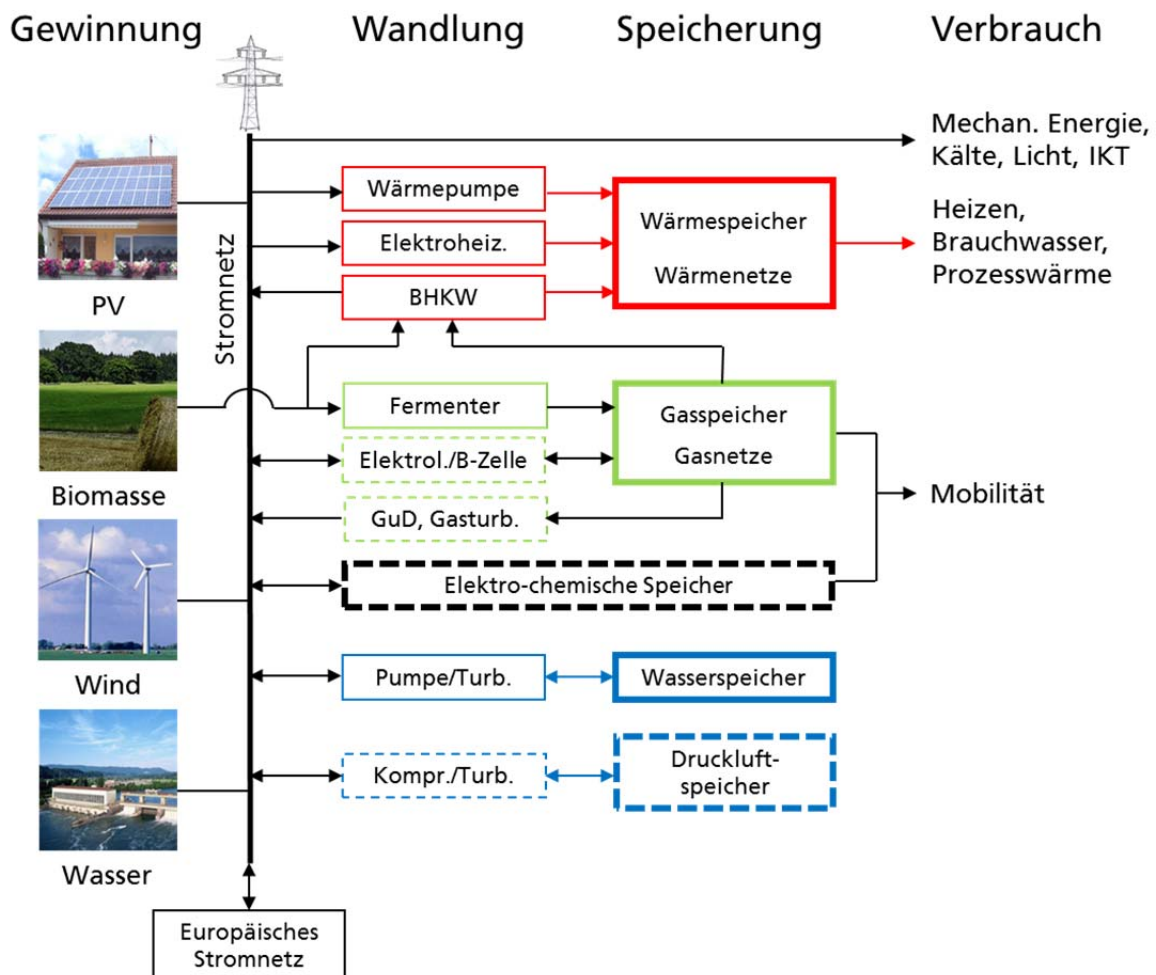 Gewinnung
Wandlung
Speicherung
Verbrauch
Mechan. Energie,
Kälte, Licht, IKT
Wärmepumpe
Wärmespeicher
Heizen,
Elektroheiz.
Brauchwasser,
Wärmenetze
Prozesswärme
BHKW
PV
Stromnetz
Fermenter
Gasspeicher
Elektrol./B-Zelle
Gasnetze
Biomasse
Mobilität
GuD, Gasturb.
Elektro-chemische Speicher
Wind
Pumpe/Turb.
Wasserspeicher
Kompr./Turb.
Druckluft-
speicher
Wasser
Europäisches
Stromnetz